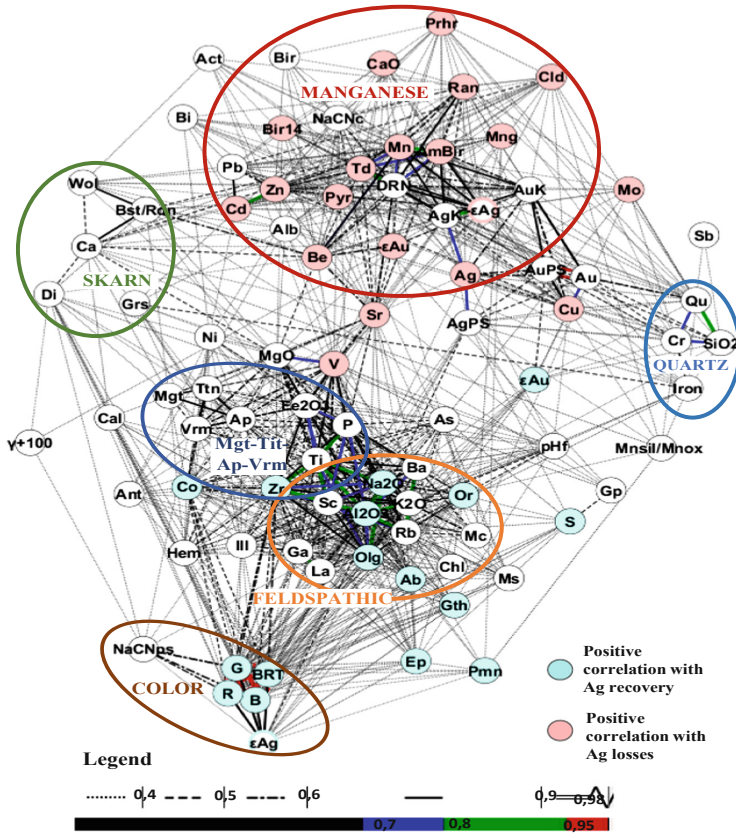 Prhr
Act
Bir
CaO
Cld
Ran
MANGANESE
NaCNc
Bi
Bir14
Mng
Mn
AmBir
Pb
Td
DRN
Wol
Zn
Pyr
AuK
Mo
Cd
Bst/Rdn
AgK
εAg
Alb
Sb
Ca
Be
εAu
SKARN
Ag
AuPS
Au
Di
Grs
Qu
Cu
Sr
AgPS
Cr
SiO2
Ni
MgO
V
QUARTZ
εAu
Iron
Mgt
Ttn
Fe2O3
Vrm
Ap
P
As
Cal
γ+100
Mgt-Tit-
Ap-Vrm
Ti
pHf
Mnsil/Mnox
Ba
Co
Zr
Na2O
Or
Gp
Ant
Sc
K2O
Al2O3
S
Rb
Mc
Hem
Ill
Ga
Olg
La
Chl
Ms
FELDSPATHIC
Ab
Gth
NaCNps
G
BRT
COLOR
R
B
Ep
Pmn
εAg
Positive
correlation with
Ag recovery
Positive
correlation with
Ag losses
Legend
0,4 0,5 0,6 0,9 0,98
0,7 0,8 0,95